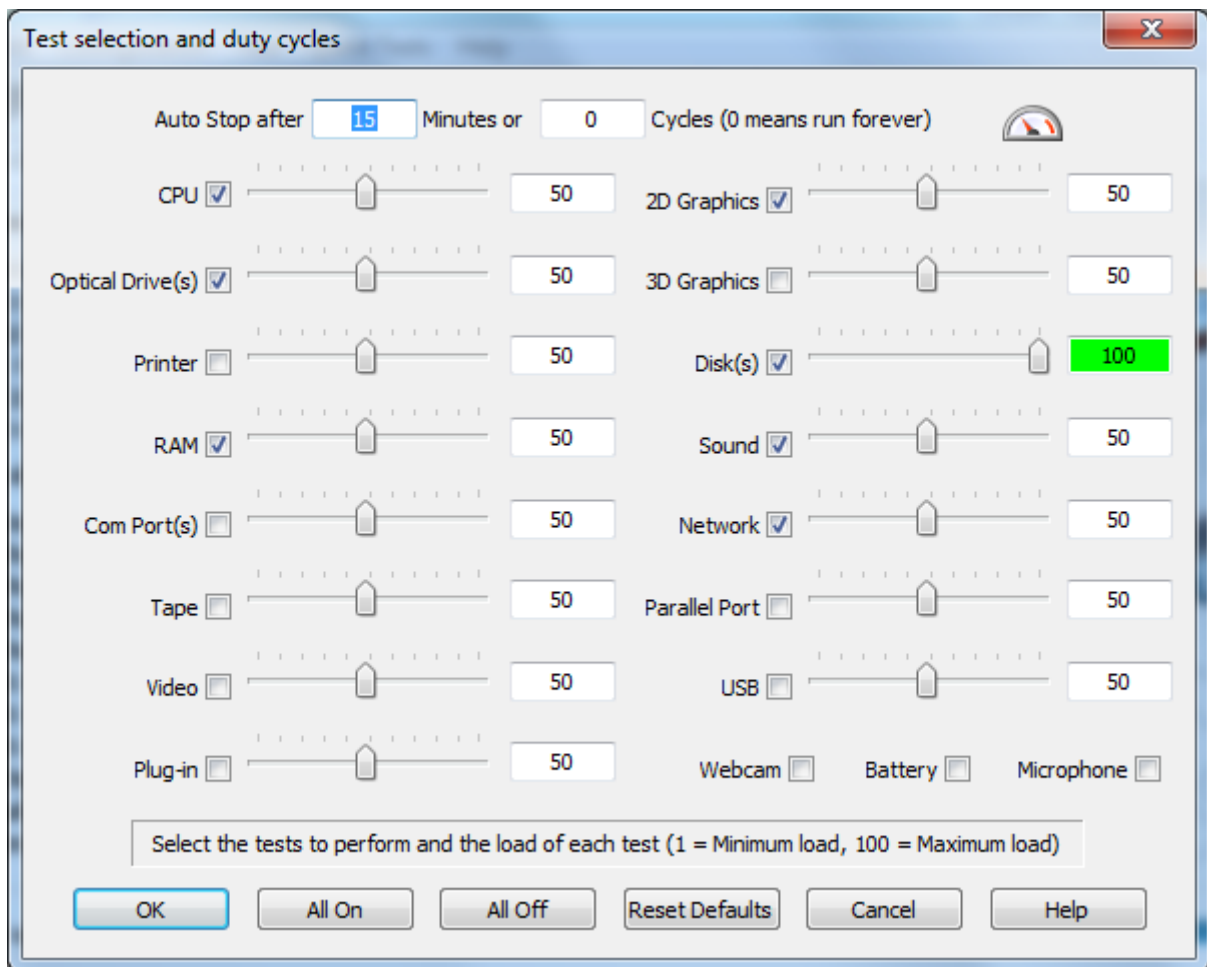 Test selection and duty cycles
Help
Auto Stop after 15 Minutes or 0 Cycles (0 means run forever)
CPU 50 2D Graphics 50
Optical Drive(s) 50 3D Graphics 50
Printer 50 Disk(s) 100
RAM 50 Sound 50
Com Port(s) 50 Network 50
Tape 50 Parallel Port 50
Video 50 USB 50
Plug-in 50 Webcam Battery Microphone
Select the tests to perform and the load of each test (1 = Minimum load, 100 = Maximum load)
OK All On All Off Reset Defaults Cancel Help